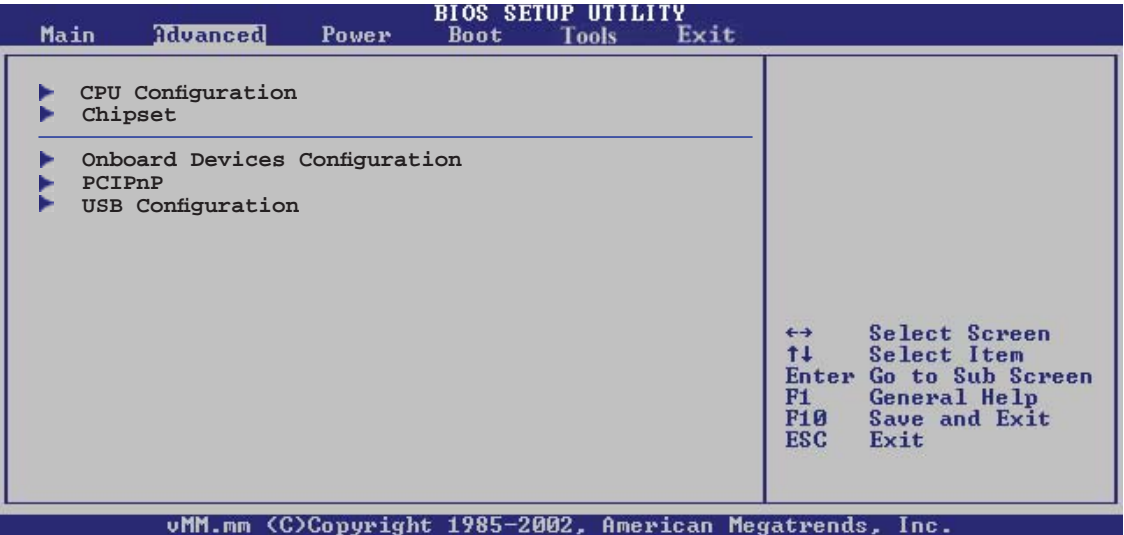 BIOS SETUP UTILITY
Main Advanced Power Boot Tools Exit
CPU Configuration
Chipset
Onboard Devices Configuration
PCIPnP
USB Configuration
←→ Select Screen
↑↓ Select Item
Enter Go to Sub Screen
F1 General Help
F10 Save and Exit
ESC Exit
vMM.mm (C)Copyright 1985-2002, American Megatrends, Inc.